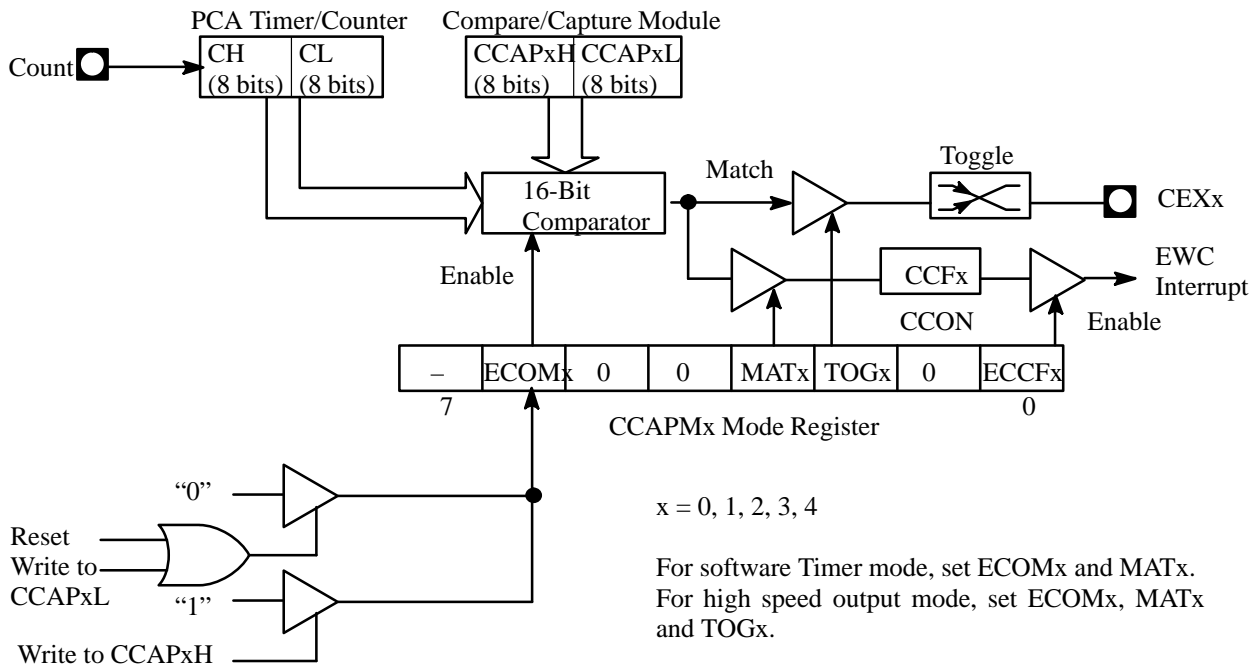 PCA Timer/Counter
Compare/Capture Module
Count
CH
(8 bits)
CL
(8 bits)
CCAPxH
(8 bits)
CCAPxL
(8 bits)
16-Bit
Comparator
Match
Toggle
CEXx
Enable
CCFx
CCON
EWC
Interrupt
Enable
– ECOMx 0 0 MATx TOGx 0 ECCFx
7 0
CCAPMx Mode Register
“0”
Reset
Write to
CCAPxL
“1”
Write to CCAPxH
x = 0, 1, 2, 3, 4
For software Timer mode, set ECOMx and MATx.
For high speed output mode, set ECOMx, MATx
and TOGx.